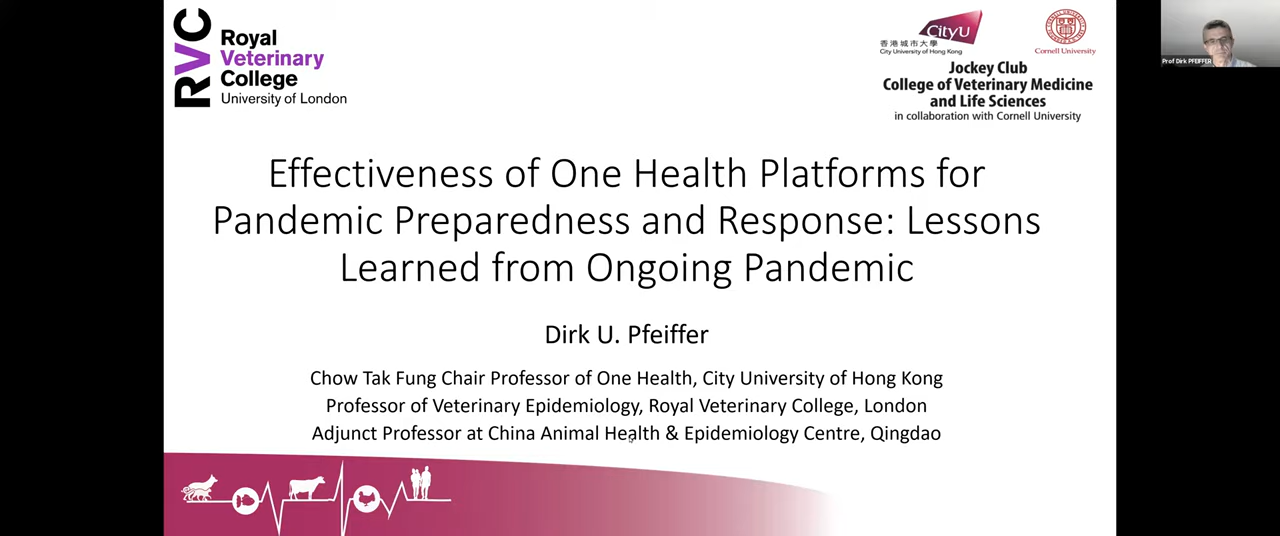 RVC
Royal
Veterinary
College
University of London
CityU
香港城市大學
City University of Hong Kong
Cornell University
Jockey Club
College of Veterinary Medicine
and Life Sciences
in collaboration with Cornell University
Prof Dirk PFEIFFER
Effectiveness of One Health Platforms for
Pandemic Preparedness and Response: Lessons
Learned from Ongoing Pandemic
Dirk U. Pfeiffer
Chow Tak Fung Chair Professor of One Health, City University of Hong Kong
Professor of Veterinary Epidemiology, Royal Veterinary College, London
Adjunct Professor at China Animal Health & Epidemiology Centre, Qingdao